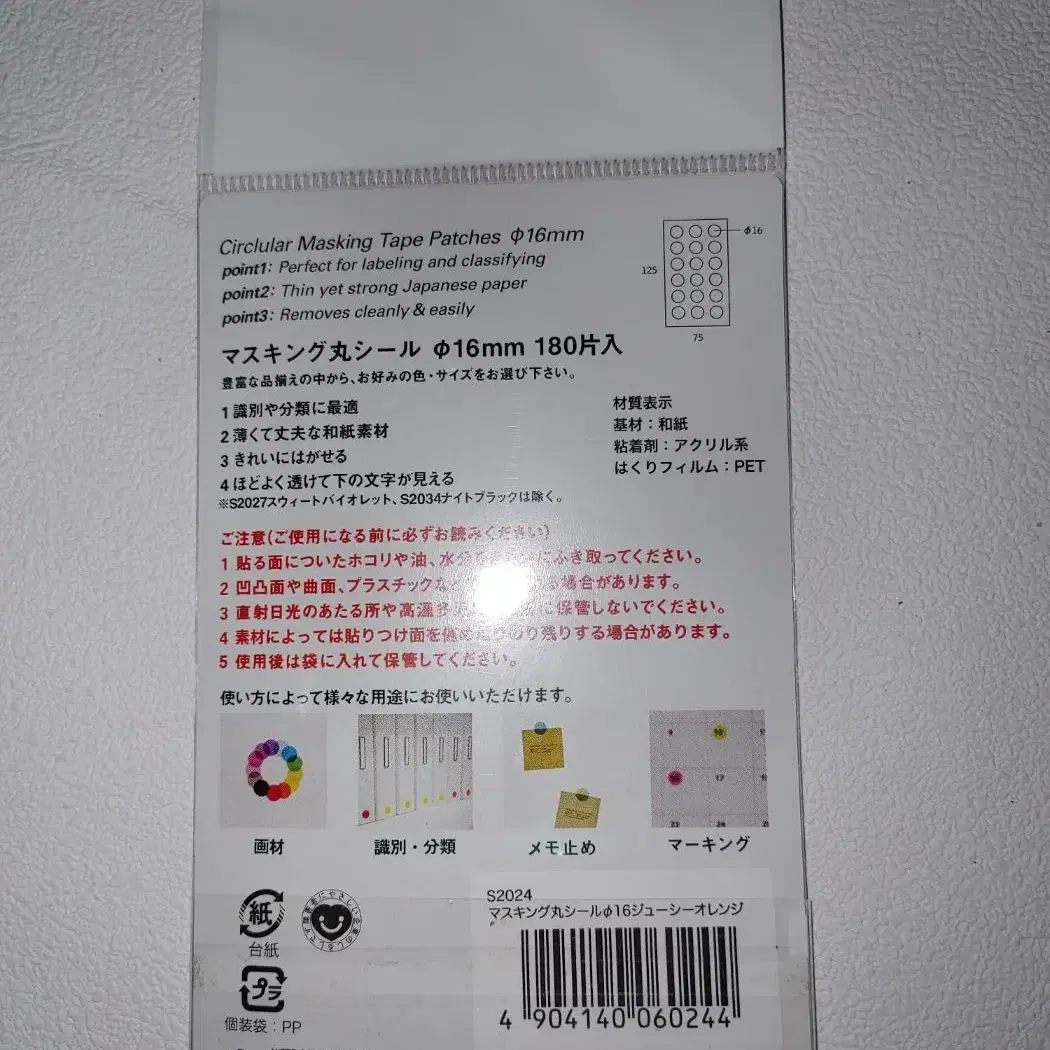 Circlular Masking Tape Patches φ16mm
point1: Perfect for labeling and classifying
point2: Thin yet strong Japanese paper
point3: Removes cleanly & easily
φ16
125
75
マスキング丸シール φ16mm 180片入
豊富な品揃えの中から、お好みの色・サイズをお選び下さい。
1 識別や分類に最適
2 薄くて丈夫な和紙素材
3 きれいにはがせる
4 ほどよく透けて下の文字が見える
※S2027スウィートバイオレット、S2034ナイトブラックは除く。
材質表示
基材：和紙
粘着剤：アクリル系
はくりフィルム：PET
ご注意(ご使用になる前に必ずお読みください)
1 貼る面についたホコリや油、水分 ふき取ってください。
2 凹凸面や曲面、プラスチック 場合があります。
3 直射日光のあたる所や高温 保管しないでください。
4 素材によっては貼りつけ面を傷めたりのり残りする場合があります。
5 使用後は袋に入れて保管してください。
使い方によって様々な用途にお使いいただけます。
9
10
16
17
23
24
画材
識別・分類
メモ止め
マーキング
紙
台紙
プラ
個装袋：PP
S2024
マスキング丸シールφ16ジューシーオレンジ
4 904140 060244